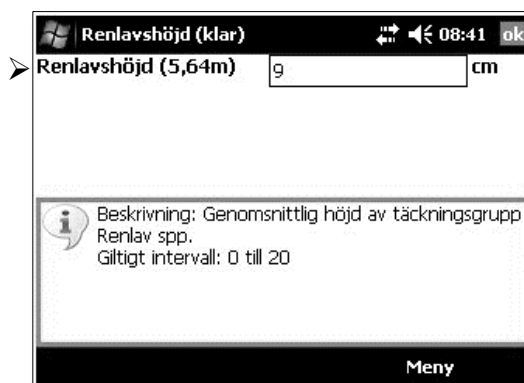 Renlavshöjd (klar) 08:41 ok
Renlavshöjd (5,64m) 9 cm
Beskrivning: Genomsnittlig höjd av täckningsgrupp
Renlav spp.
Giltigt intervall: 0 till 20
Meny